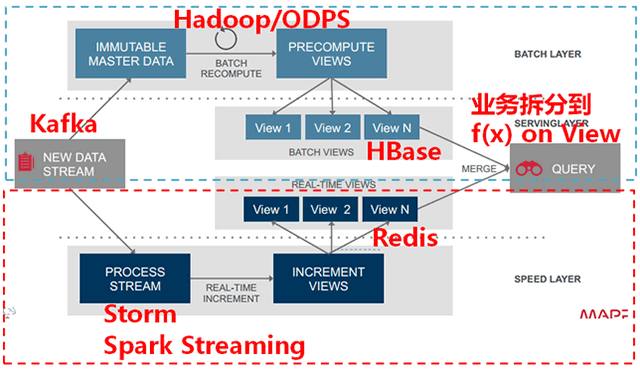 Hadoop/ODPS
IMMUTABLE
MASTER DATA
BATCH
RECOMPUTE
PRECOMPUTE
VIEWS
BATCH LAYER
Kafka
NEW DATA
STREAM
View 1
View 2
View N
BATCH VIEWS
HBase
业务拆分到
SERVINGLAYER
f(x) on View
MERGE
QUERY
REAL-TIME VIEWS
View 1
View 2
View N
Redis
PROCESS
STREAM
REAL-TIME
INCREMENT
INCREMENT
VIEWS
SPEED LAYER
Storm
Spark Streaming